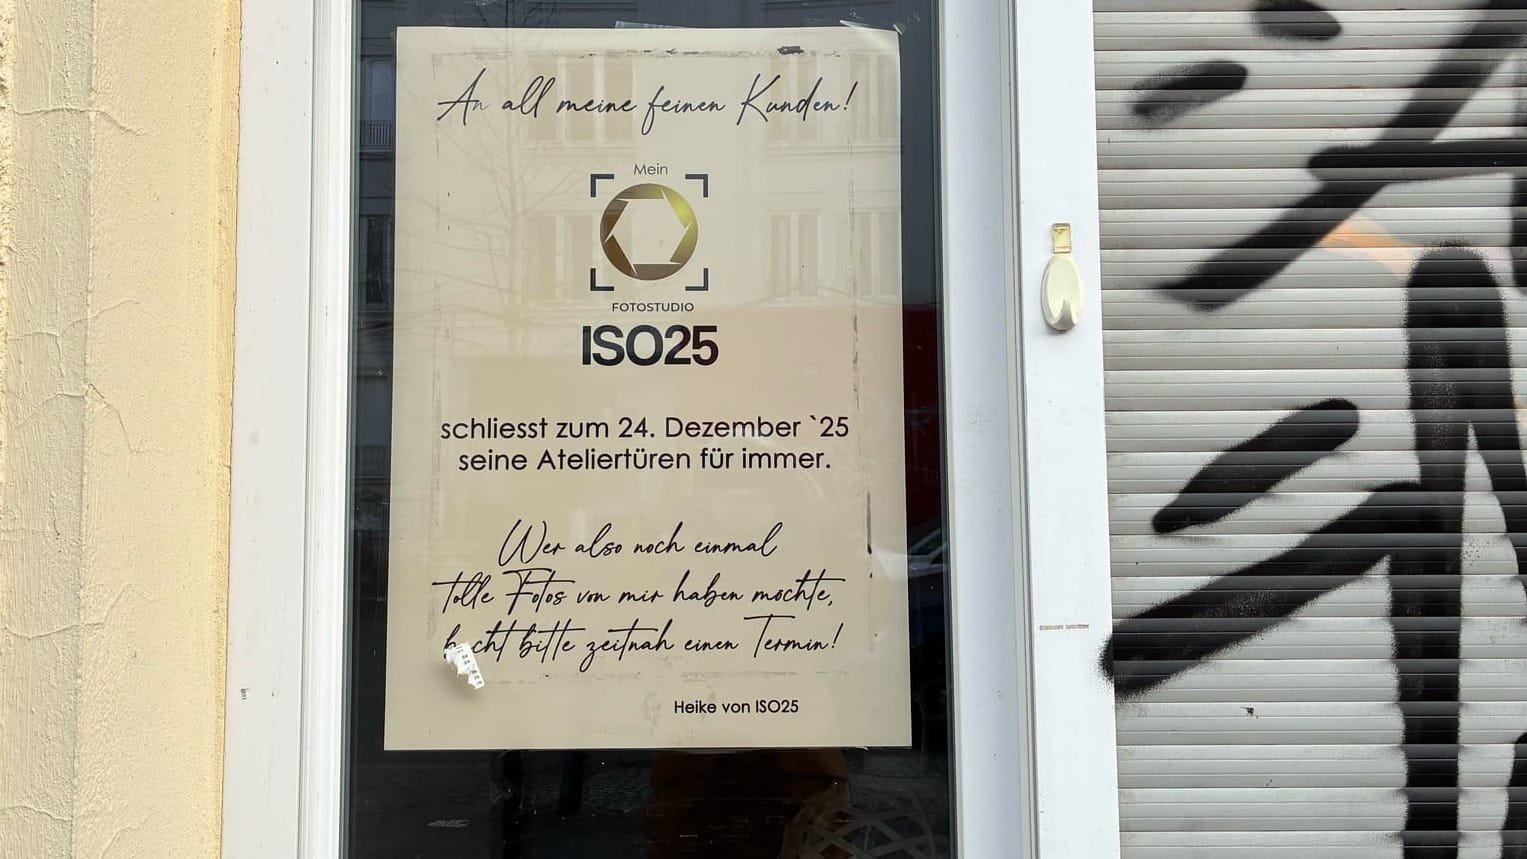 An all meine feinen Kunden!
Mein
FOTOSTUDIO
ISO25
schliesst zum 24. Dezember `25
seine Ateliertüren für immer.
Wer also noch einmal
tolle Fotos von mir haben möchte,
bitte zeitnah einen Termin!
Heike von ISO25